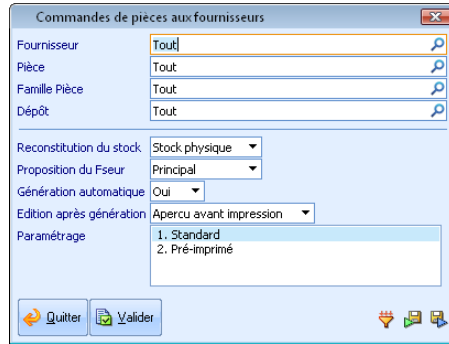 Commandes de pièces aux fournisseurs
Fournisseur Tout
Pièce Tout
Famille Pièce Tout
Dépôt Tout
Reconstitution du stock Stock physique
Proposition du Fseur Principal
Génération automatique Oui
Edition après génération Apercu avant impression
Paramétrage 1. Standard
2. Pré-imprimé
Quitter Valider